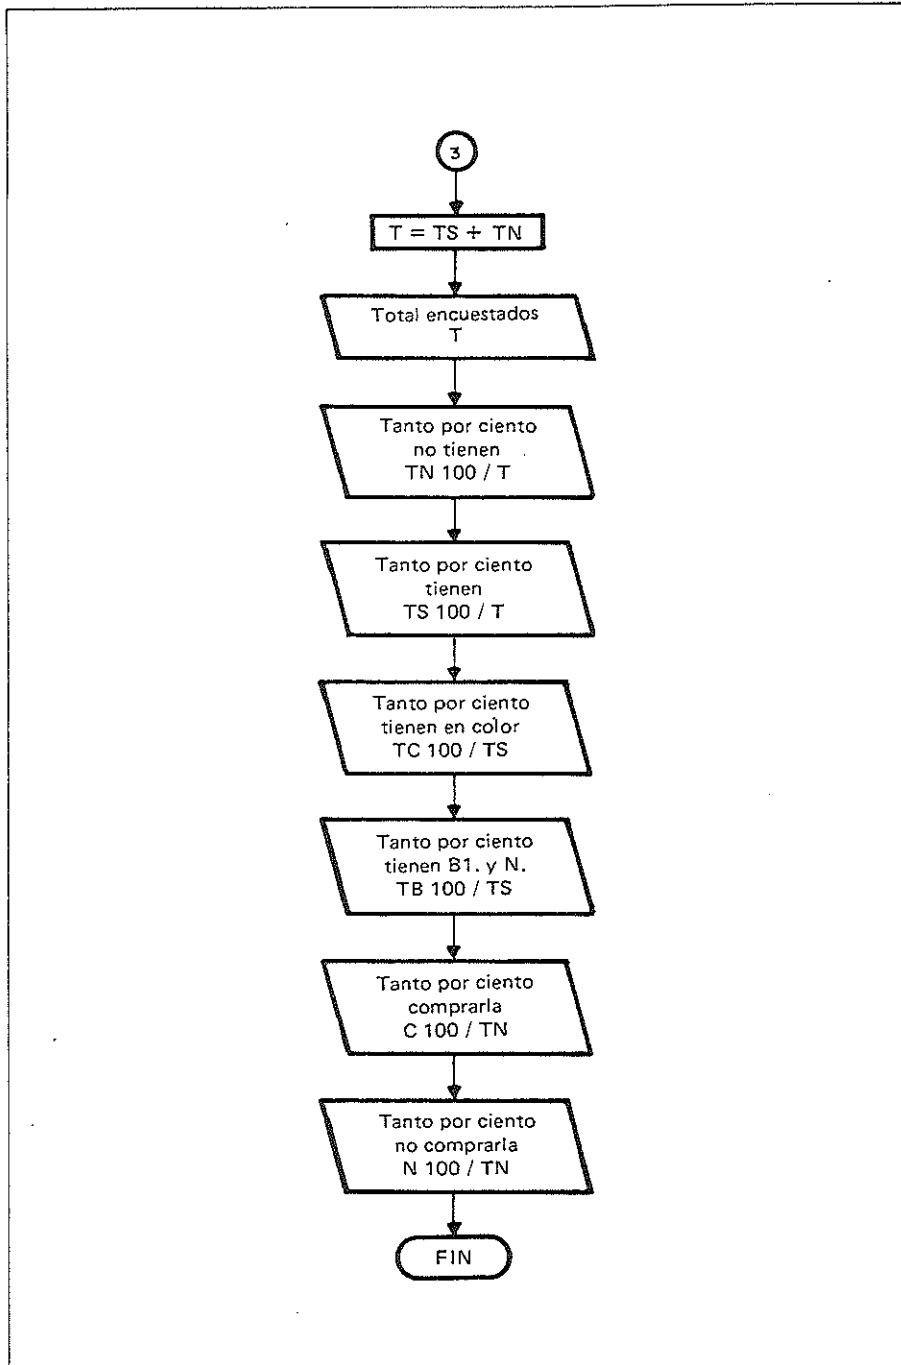 3
T = TS + TN
Total encuestados
T
Tanto por ciento
no tienen
TN 100 / T
Tanto por ciento
tienen
TS 100 / T
Tanto por ciento
tienen en color
TC 100 / TS
Tanto por ciento
tienen B1. y N.
TB 100 / TS
Tanto por ciento
comprarla
C 100 / TN
Tanto por ciento
no comprarla
N 100 / TN
FIN